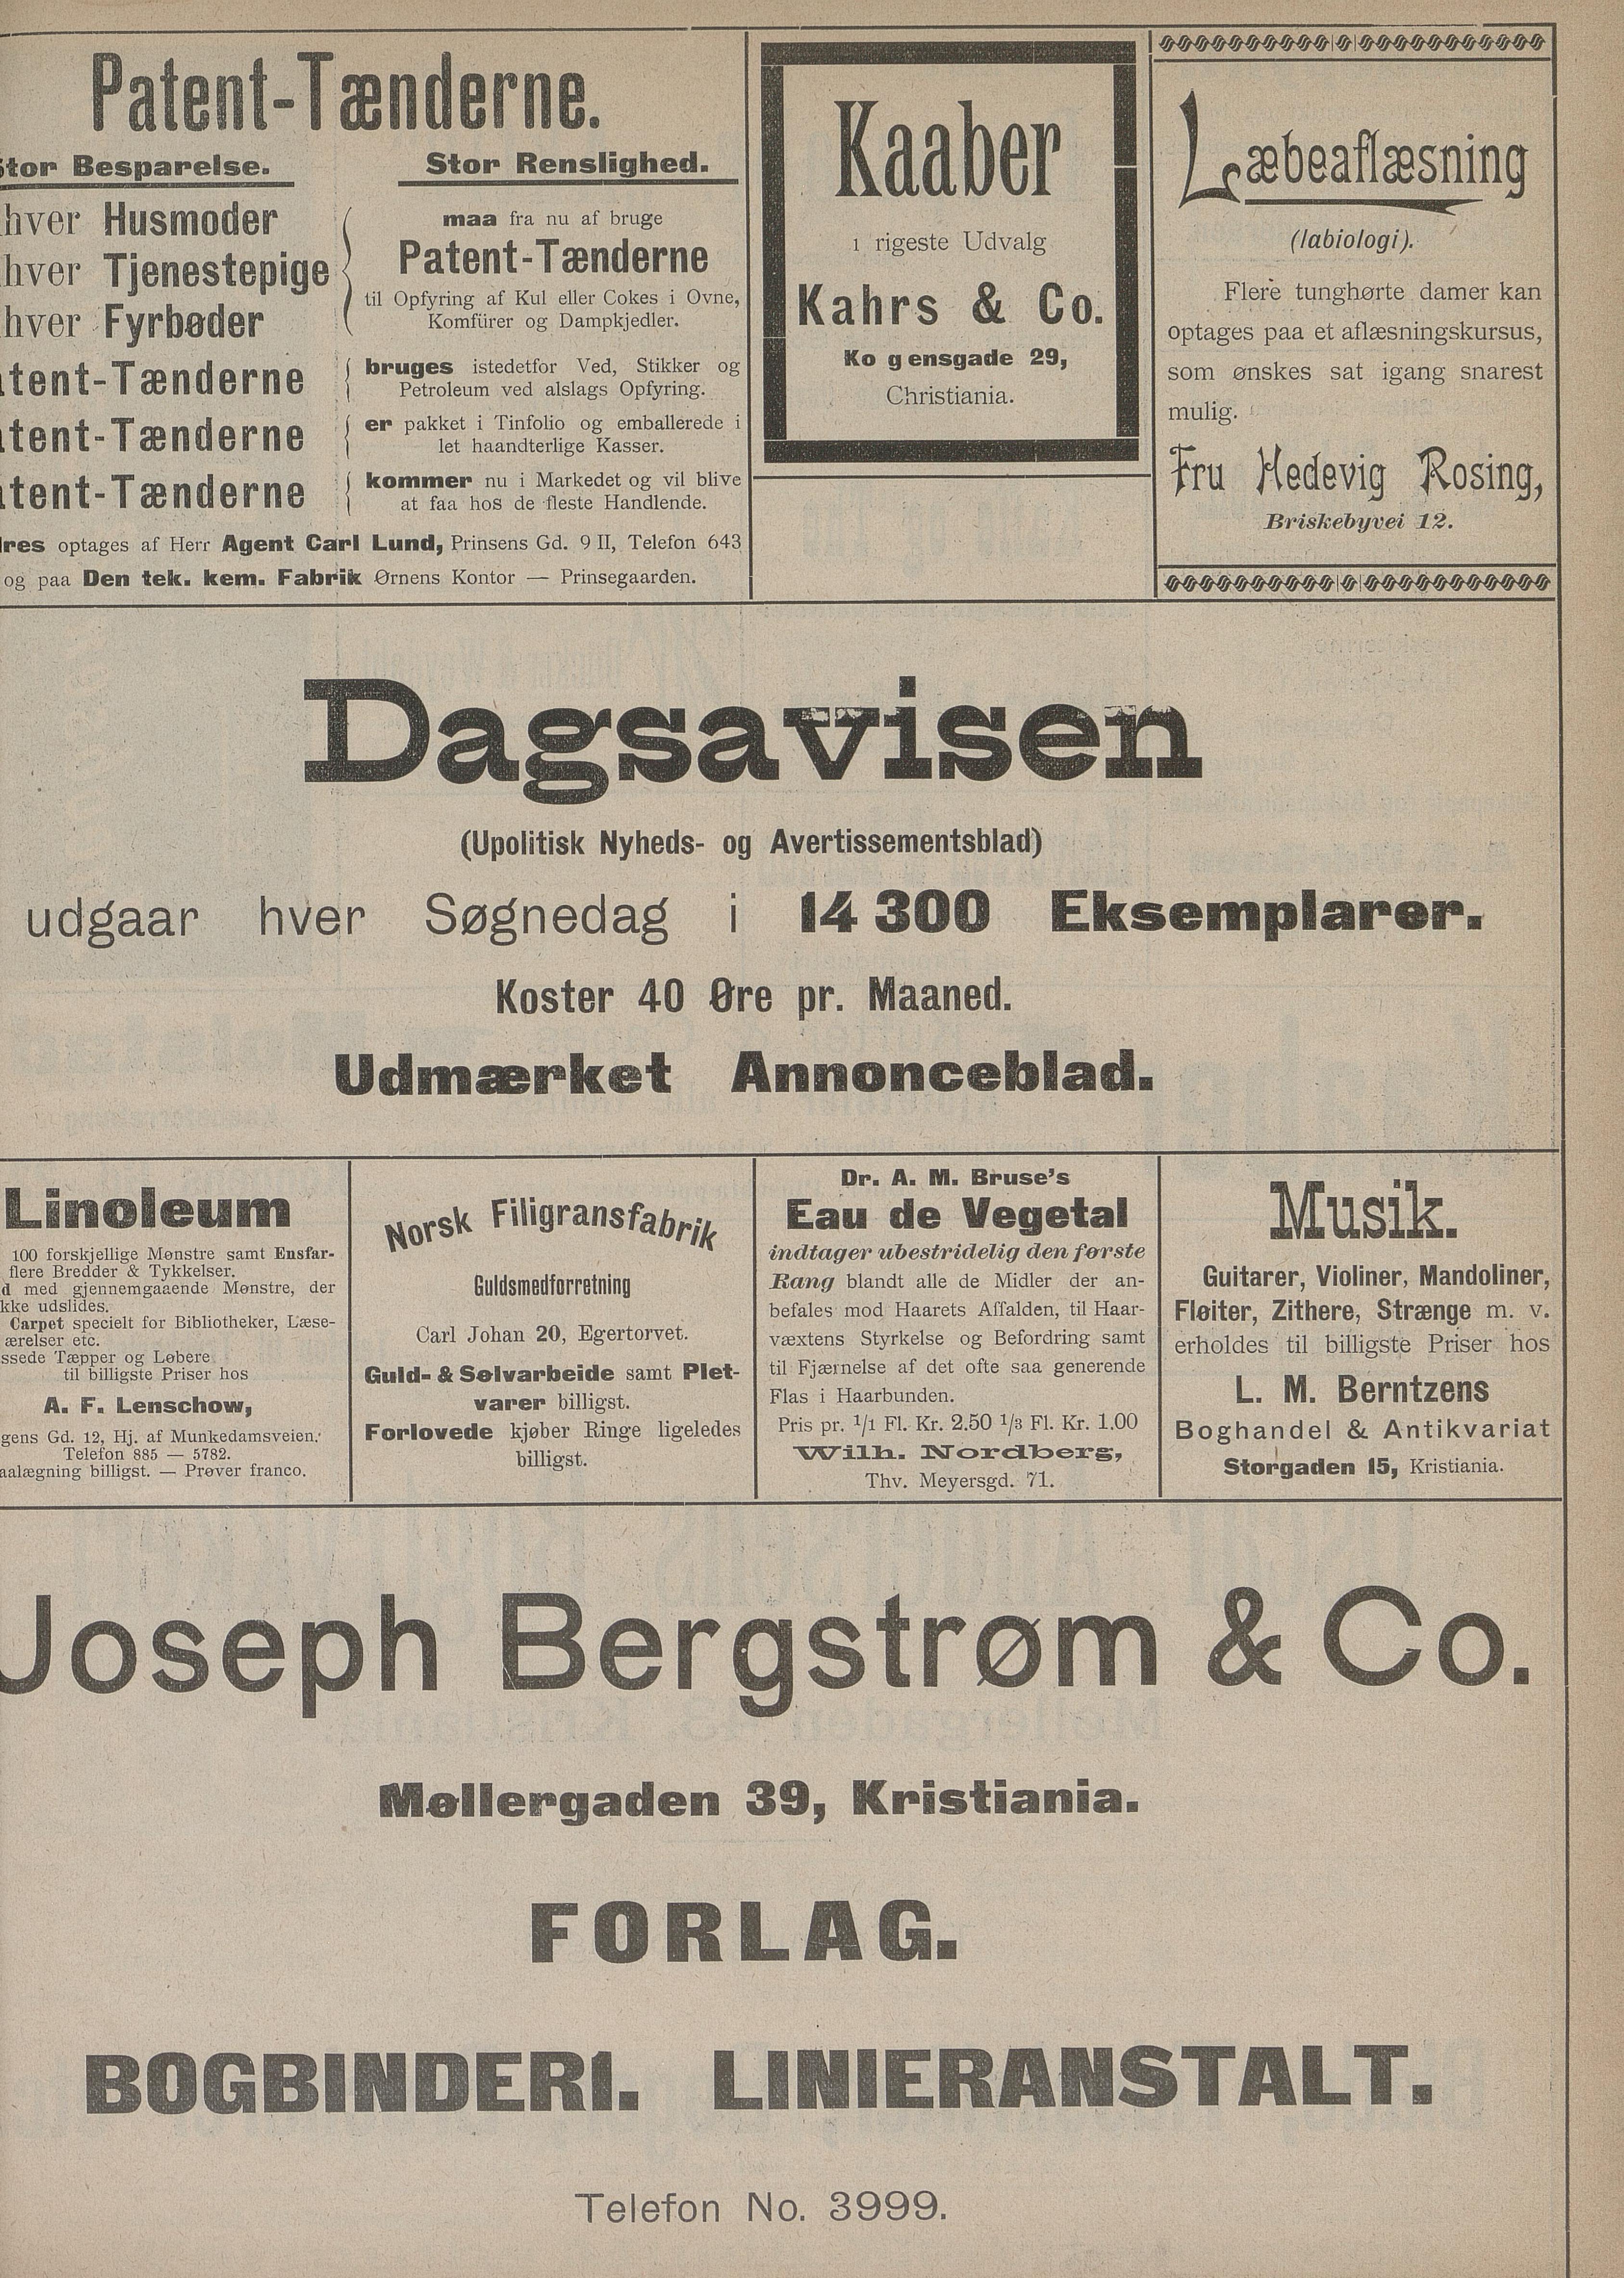 Patent-Tænderne.
Stor Besparelse. Stor Renslighed.
hver Husmoder
hver Tjenestepige
hver Fyrbøder
maa fra nu af bruge
Patent-Tænderne
til Opfyring af Kul eller Cokes i Ovne,
Komfürer og Dampkjedler.
tent-Tænderne
bruges istedetfor Ved, Stikker og
Petroleum ved alslags Opfyring.
tent-Tænderne
er pakket i Tinfolio og emballerede i
let haandterlige Kasser.
tent-Tænderne
kommer nu i Markedet og vil blive
at faa hos de fleste Handlende.
dres optages af Herr Agent Carl Lund, Prinsens Gd. 9 II, Telefon 643
og paa Den tek. kem. Fabrik Ørnens Kontor — Prinsegaarden.
Kaaber
i rigeste Udvalg
Kahrs & Co.
Ko g ensgade 29,
Christiania.
Læbeaflæsning
(labiologi).
Flere tunghørte damer kan
optages paa et aflæsningskursus,
som ønskes sat igang snarest
mulig.
Fru Hedevig Rosing,
Briskebyvei 12.
Dagsavisen
(Upolitisk Nyheds- og Avertissementsblad)
udgaar hver Søgnedag i 14 300 Eksemplarer.
Koster 40 Øre pr. Maaned.
Udmærket Annonceblad.
Linoleum
100 forskjellige Mønstre samt Ensfar-
flere Bredder & Tykkelser.
d med gjennemgaaende Mønstre, der
kke udslides.
Carpet specielt for Bibliotheker, Læse-
ærelser etc.
ssede Tæpper og Løbere
til billigste Priser hos
A. F. Lenschow,
gens Gd. 12, Hj. af Munkedamsveien.
Telefon 885 — 5782.
aalægning billigst. — Prøver franco.
Norsk Filigransfabrik
Guldsmedforretning
Carl Johan 20, Egertorvet.
Guld- & Sølvarbeide samt Plet-
varer billigst.
Forlovede kjøber Ringe ligeledes
billigst.
Dr. A. M. Bruse's
Eau de Vegetal
indtager ubestridelig den første
Rang blandt alle de Midler der an-
befales mod Haarets Affalden, til Haar-
væxtens Styrkelse og Befordring samt
til Fjærnelse af det ofte saa generende
Flas i Haarbunden.
Pris pr. 1/1 Fl. Kr. 2.50 1/3 Fl. Kr. 1.00
Wilh. Nordberg,
Thv. Meyersgd. 71.
Musik.
Guitarer, Violiner, Mandoliner,
Fløiter, Zithere, Strænge m. v.
erholdes til billigste Priser hos
L. M. Berntzens
Boghandel & Antikvariat
Storgaden 15, Kristiania.
Joseph Bergstrøm & Co.
Møllergaden 39, Kristiania.
FORLAG.
BOGBINDERI. LINIERANSTALT.
Telefon No. 3999.